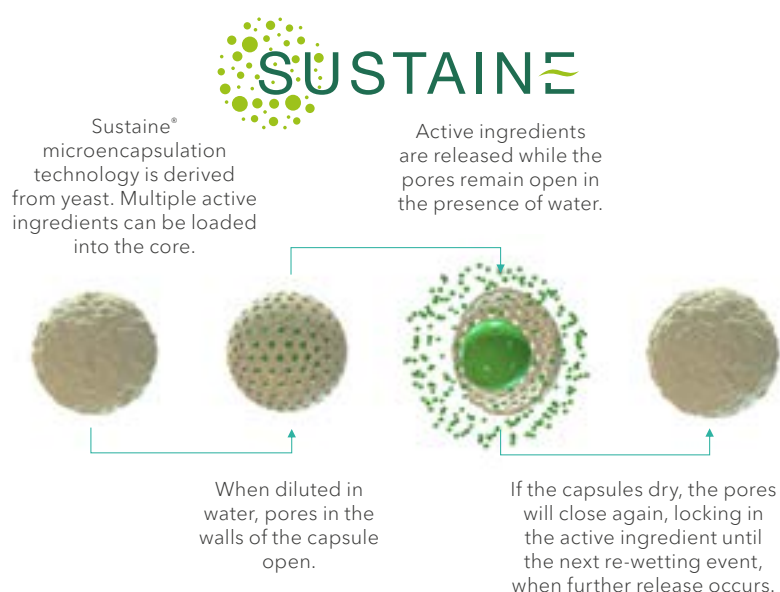 SUSTAINE
Sustaine®
microencapsulation
technology is derived
from yeast. Multiple active
ingredients can be loaded
into the core.
When diluted in
water, pores in the
walls of the capsule
open.
Active ingredients
are released while the
pores remain open in
the presence of water.
If the capsules dry, the pores
will close again, locking in
the active ingredient until
the next re-wetting event,
when further release occurs.